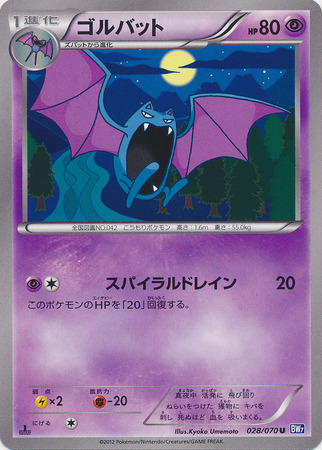 1進化
ゴルバット
HP80
ズバットから進化
全国図鑑NO.042 こうもりポケモン 高さ:1.6m 重さ:55.0kg
スパイラルドレイン 20
このポケモンのHPを「20」回復する。
弱点 ×2 抵抗力 -20
にげる
真夜中 活発に 飛び回り
ねらいをつけた 獲物に キバを
刺し 死ぬほど 血を 吸いまくる。
Illus.Kyoko Umemoto
BW7 028/070 U
©2012 Pokémon/Nintendo/Creatures/GAME FREAK.